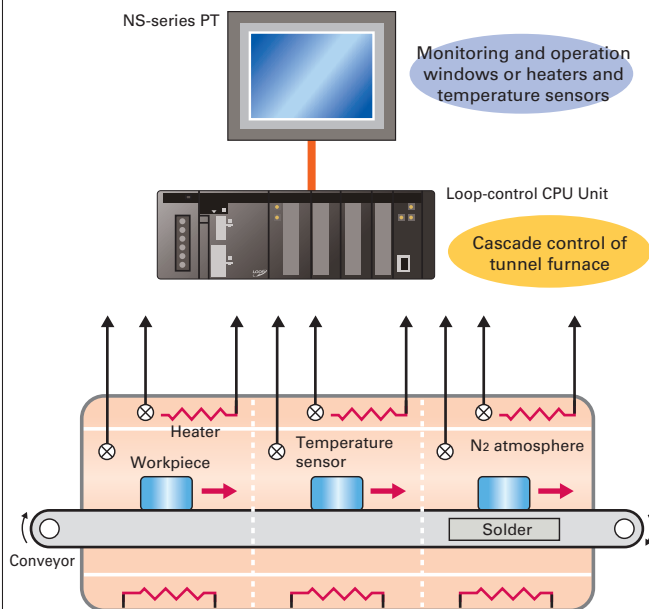 NS-series PT
Monitoring and operation
windows or heaters and
temperature sensors
Loop-control CPU Unit
Cascade control of
tunnel furnace
Heater
Temperature
sensor
N2 atmosphere
Workpiece
Solder
Conveyor